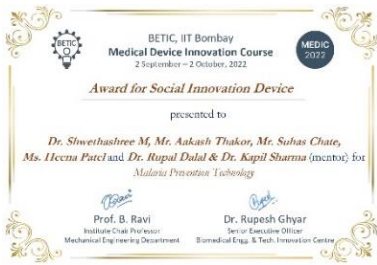 BETIC
BETIC, IIT Bombay
Medical Device Innovation Course
2 September – 2 October, 2022
MEDIC
2022
Award for Social Innovation Device
presented to
Dr. Shwethashree M, Mr. Aakash Thakor, Mr. Suhas Chate,
Ms. Heena Patel and Dr. Rupal Dalal & Dr. Kapil Sharma (mentor) for
Malaria Prevention Technology
Prof. B. Ravi
Institute Chair Professor
Mechanical Engineering Department
Dr. Rupesh Ghyar
Senior Executive Officer
Biomedical Engg. & Tech. Innovation Centre